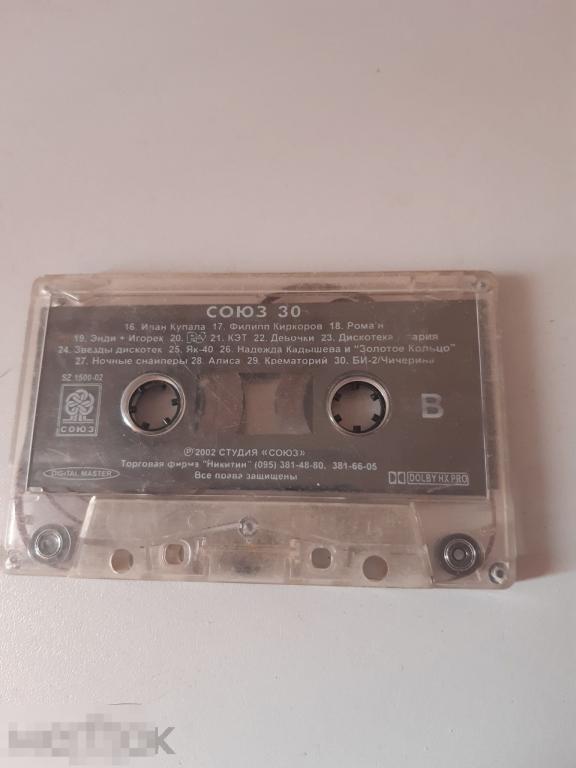 СОЮЗ 30
16. Иван Купала 17. Филипп Киркоров 18. Рома н
19. Энди + Игорек 20. 21. КЭТ 22. Девочки 23. Дискотека Авария
24. Звезды дискотек 25. Як-40 26. Надежда Кадышева и "Золотое Кольцо"
27. Ночные снайперы 28. Алиса 29. Крематорий 30. БИ-2/Чичерина
SZ 1500-02
СОЮЗ
B
℗ 2002 СТУДИЯ «СОЮЗ»
Торговая фирма "Никитин" (095) 381-48-80, 381-66-05
Все права защищены
DIGITAL MASTER
DOLBY HX PRO